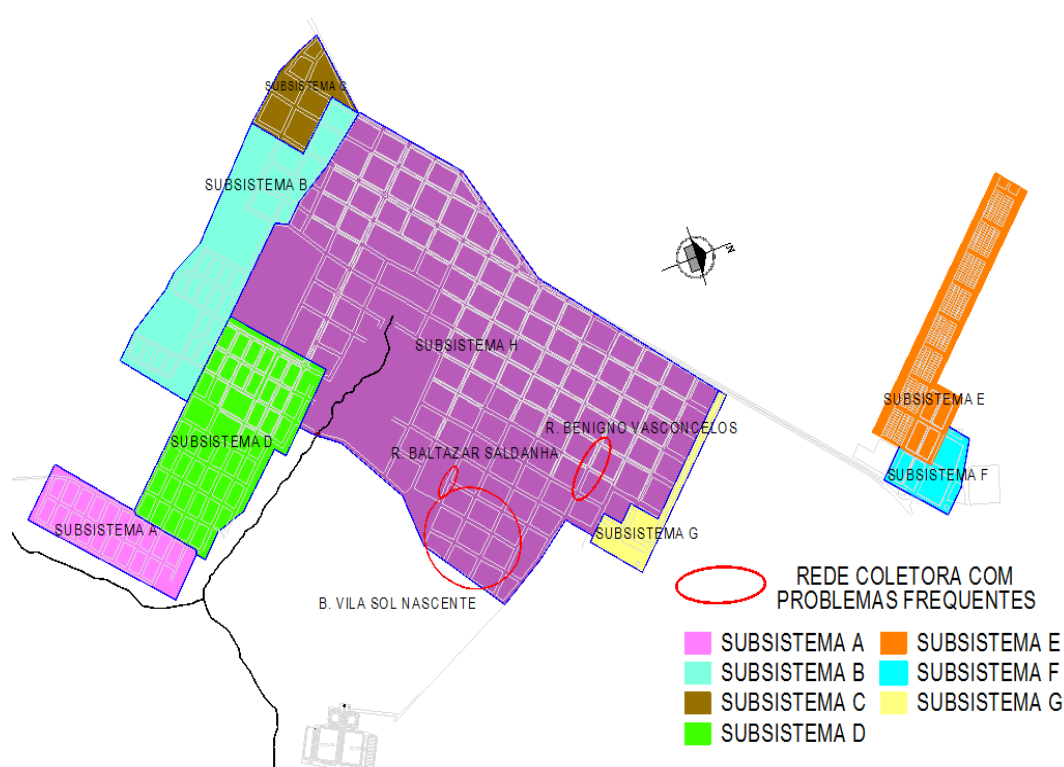 SUBSISTEMA C
SUBSISTEMA B
SUBSISTEMA H
SUBSISTEMA D
SUBSISTEMA A
R. BENIGNO VASCONCELOS
R. BALTAZAR SALDANHA
SUBSISTEMA G
B. VILA SOL NASCENTE
N
SUBSISTEMA E
SUBSISTEMA F
REDE COLETORA COM
PROBLEMAS FREQUENTES
SUBSISTEMA A
SUBSISTEMA B
SUBSISTEMA C
SUBSISTEMA D
SUBSISTEMA E
SUBSISTEMA F
SUBSISTEMA G